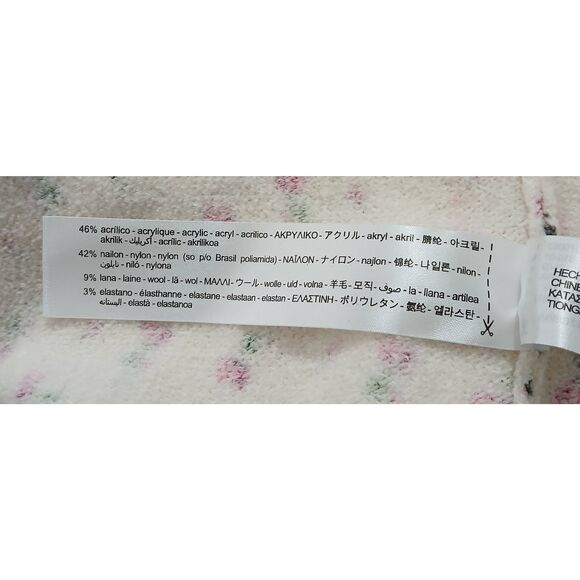 46% acrílico - acrylique - acrylic - acryl - acrilico - ΑΚΡΥΛΙΚΟ - アクリル - akryl - akril - 腈纶 - 아크릴 -
akrilik - أكريليك - acrílic - akrilikoa
42% nailon - nylon - nylon (so p/o Brasil poliamida) - ΝΑΪΛΟΝ - ナイロン - najlon - 锦纶 - 나일론 - nilon -
نايلون - niló - nylona
9% lana - laine - wool - lã - wol - ΜΑΛΛΙ - ウール - wolle - uld - volna - 羊毛 - 모직 - صوف - la - llana - artilea
3% elastano - élasthanne - elastane - elastaan - elastan - ΕΛΑΣΤΙΝΗ - ポリウレタン - 氨纶 - 엘라스탄 -
الیستانه - elastà - elastanoa
HECH
CHINE
ΚΑΤΑΣ
TIONG